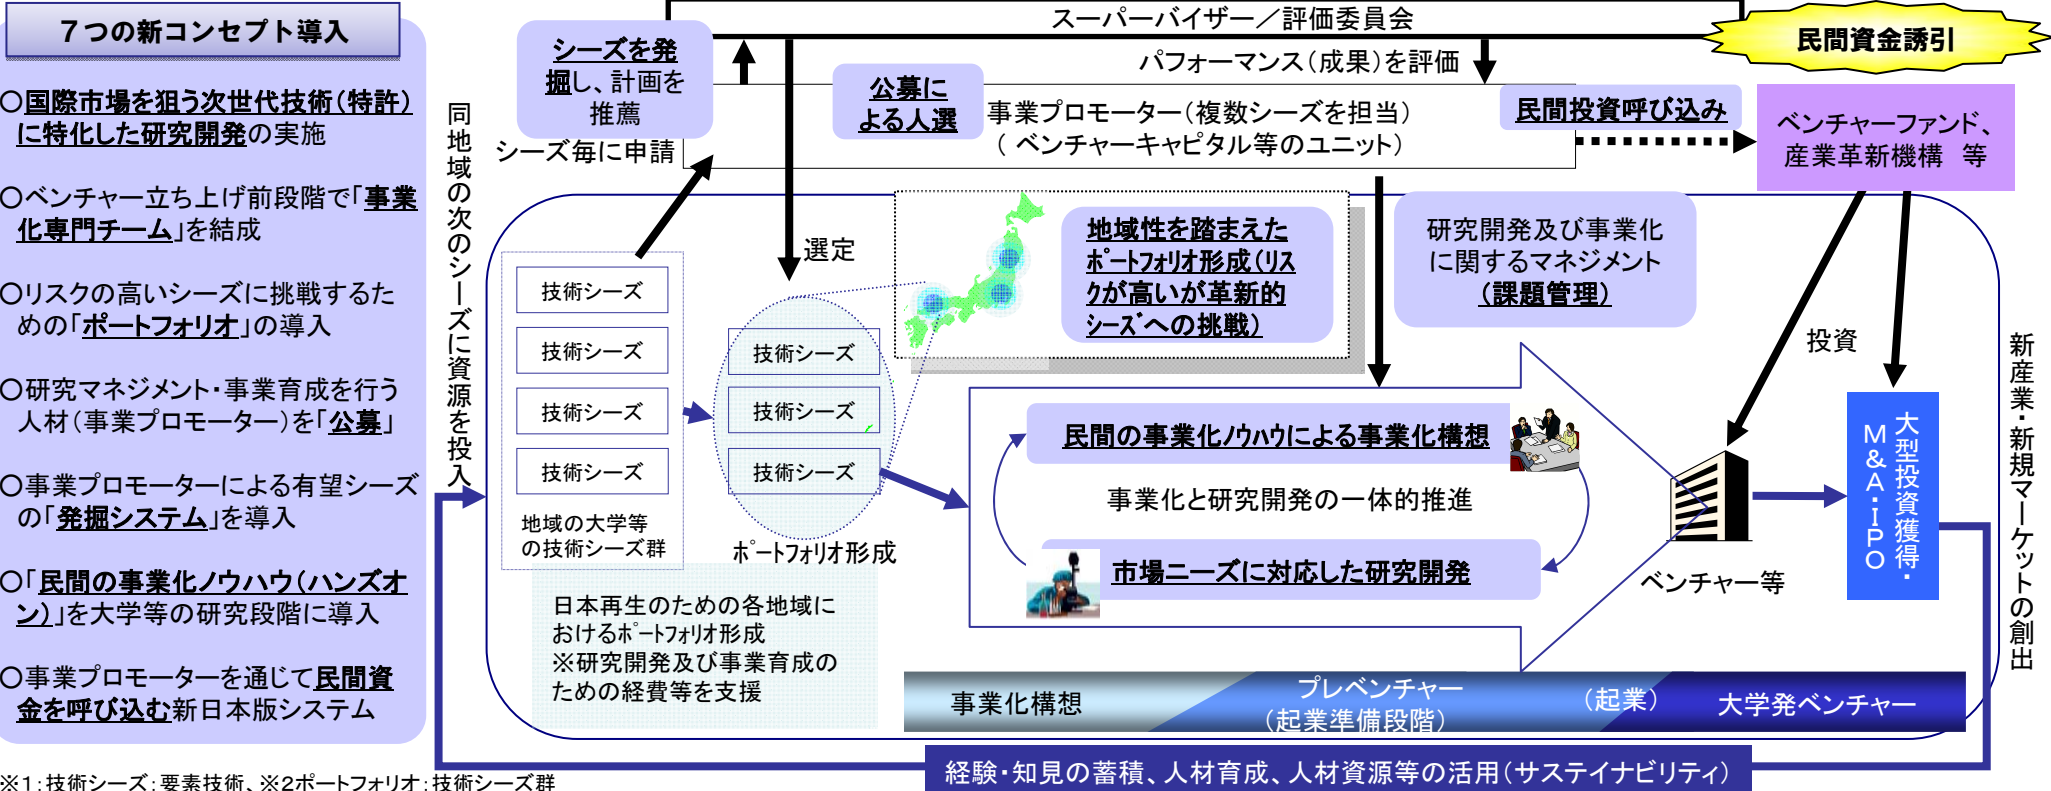 7つの新コンセプト導入
○国際市場を狙う次世代技術(特許)
に特化した研究開発の実施
○ベンチャー立ち上げ前段階で「事業
化専門チーム」を結成
○リスクの高いシーズに挑戦するた
めの「ポートフォリオ」の導入
○研究マネジメント・事業育成を行う
人材(事業プロモーター)を「公募」
○事業プロモーターによる有望シーズ
の「発掘システム」を導入
○「民間の事業化ノウハウ(ハンズオ
ン)」を大学等の研究段階に導入
○事業プロモーターを通じて民間資
金を呼び込む新日本版システム
※1:技術シーズ:要素技術、※2ポートフォリオ:技術シーズ群
同地域の次のシーズに資源を投入
スーパーバイザー/評価委員会
民間資金誘引
シーズを発
掘し、計画を
推薦
シーズ毎に申請
パフォーマンス(成果)を評価
公募に
よる人選
事業プロモーター(複数シーズを担当)
( ベンチャーキャピタル等のユニット)
民間投資呼び込み
ベンチャーファンド、
産業革新機構 等
選定
技術シーズ
技術シーズ
技術シーズ
技術シーズ
地域の大学等
の技術シーズ群
技術シーズ
技術シーズ
技術シーズ
ポートフォリオ形成
地域性を踏まえた
ポートフォリオ形成(リス
クが高いが革新的
シーズへの挑戦)
研究開発及び事業化
に関するマネジメント
(課題管理)
投資
民間の事業化ノウハウによる事業化構想
事業化と研究開発の一体的推進
市場ニーズに対応した研究開発
ベンチャー等
大型投資獲得・
M&A・IPO
新産業・新規マーケットの創出
日本再生のための各地域に
おけるポートフォリオ形成
※研究開発及び事業育成の
ための経費等を支援
事業化構想
プレベンチャー
(起業準備段階)
(起業)
大学発ベンチャー
経験・知見の蓄積、人材育成、人材資源等の活用(サステイナビリティ)